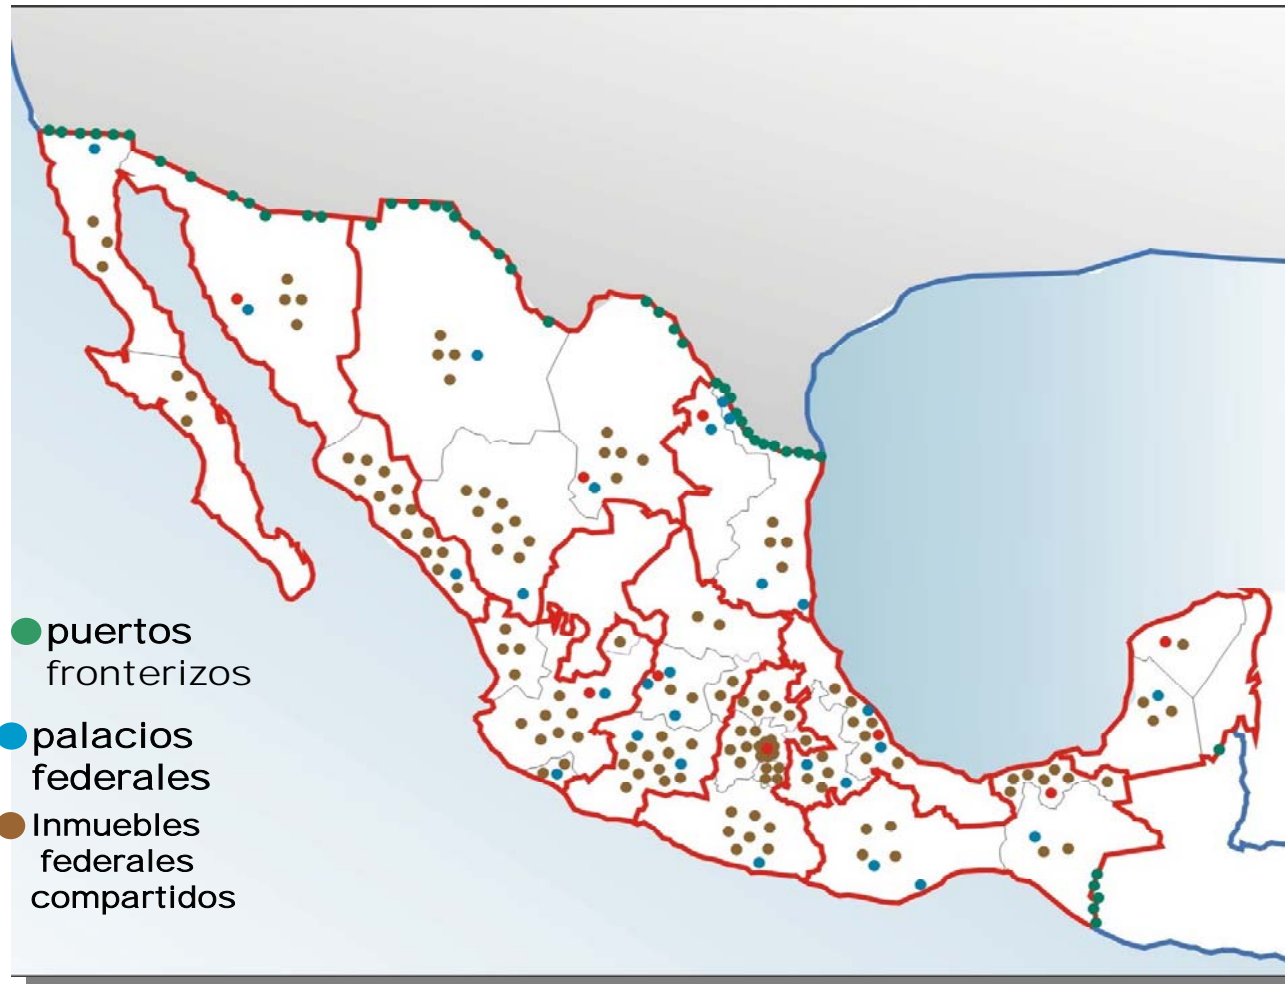 puertos
fronterizos
palacios
federales
Inmuebles
federales
compartidos